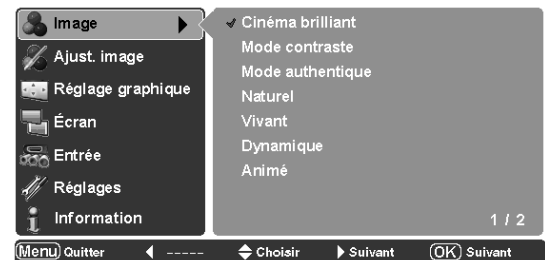 Image
Ajust. image
Réglage graphique
Écran
Entrée
Réglages
Information
Cinéma brilliant
Mode contraste
Mode authentique
Naturel
Vivant
Dynamique
Animé
1 / 2
Menu Quitter ----- Choisir Suivant OK Suivant